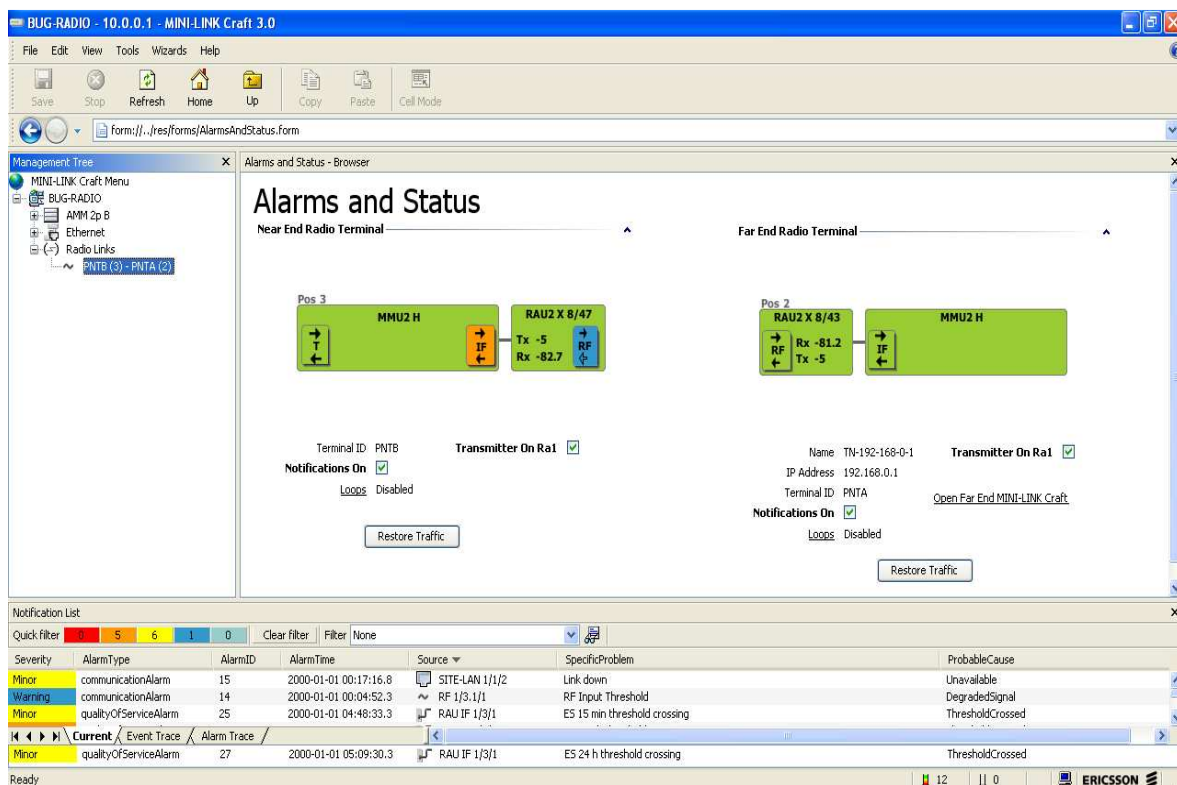 BUG-RADIO - 10.0.0.1 - MINI-LINK Craft 3.0
File Edit View Tools Wizards Help
Save Stop Refresh Home Up Copy Paste Cell Mode
form://../res/forms/AlarmsAndStatus.form
Management Tree
MINI-LINK Craft Menu
BUG-RADIO
AMM 2p B
Ethernet
Radio Links
PNTB (3) - PNTA (2)
Alarms and Status - Browser
Alarms and Status
Near End Radio Terminal
Pos 3
MMU2 H
T
IF
RAU2 X 8/47
Tx -5
Rx -82.7
RF
Terminal ID PNTB
Transmitter On Ra1
Notifications On
Loops Disabled
Restore Traffic
Far End Radio Terminal
Pos 2
RAU2 X 8/43
RF
Rx -81.2
Tx -5
MMU2 H
IF
Name TN-192-168-0-1
Transmitter On Ra1
IP Address 192.168.0.1
Terminal ID PNTA
Open Far End MINI-LINK Craft
Notifications On
Loops Disabled
Restore Traffic
Notification List
Quick filter 0 5 6 1 0 Clear filter Filter None
Severity AlarmType AlarmID AlarmTime Source SpecificProblem ProbableCause
Minor communicationAlarm 15 2000-01-01 00:17:16.8 SITE-LAN 1/1/2 Link down Unavailable
Warning communicationAlarm 14 2000-01-01 00:04:52.3 RF 1/3.1/1 RF Input Threshold DegradedSignal
Minor qualityOfServiceAlarm 25 2000-01-01 04:48:33.3 RAU IF 1/3/1 ES 15 min threshold crossing ThresholdCrossed
Current Event Trace Alarm Trace
Minor qualityOfServiceAlarm 27 2000-01-01 05:09:30.3 RAU IF 1/3/1 ES 24 h threshold crossing ThresholdCrossed
Ready
12 0 ERICSSON